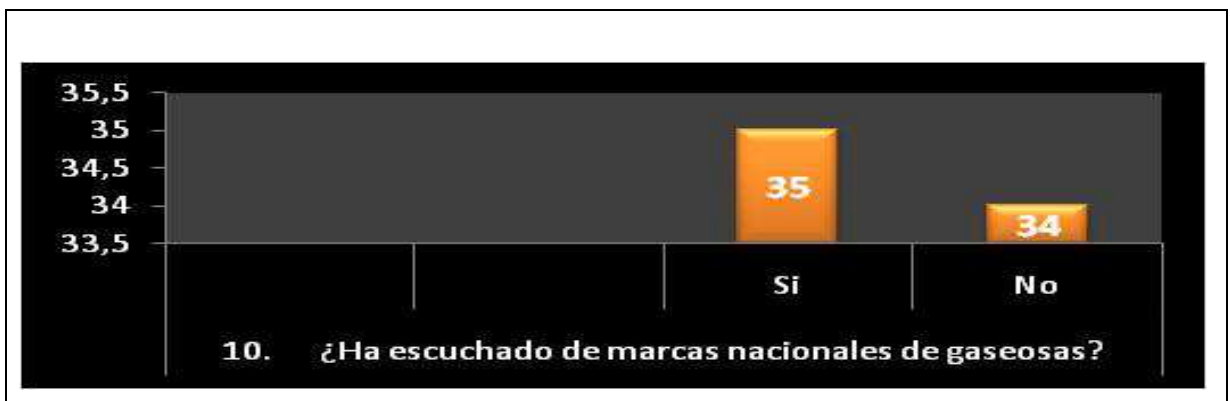 35,5
35
34,5
34
33,5
35
34
Si
No
10. ¿Ha escuchado de marcas nacionales de gaseosas?